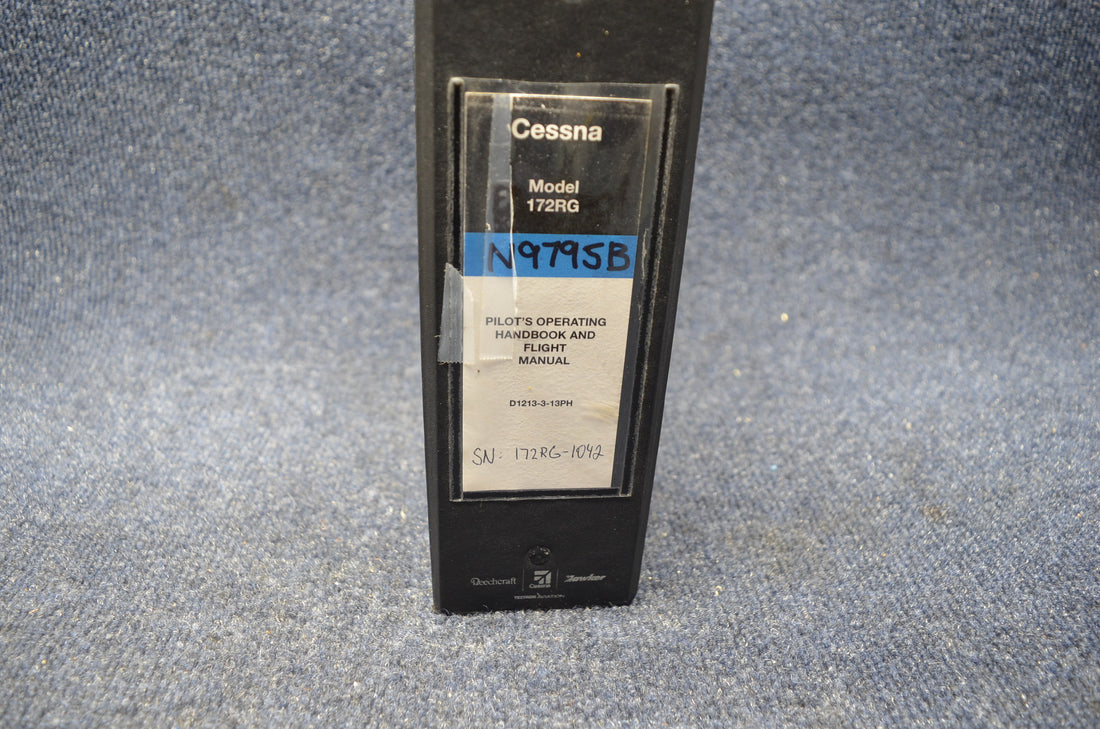 Cessna
Model
172RG
N9795B
PILOT'S OPERATING
HANDBOOK AND
FLIGHT
MANUAL
D1213-3-13PH
SN: 172RG-1042
Beechcraft Cessna Hawker
TEXTRON AVIATION